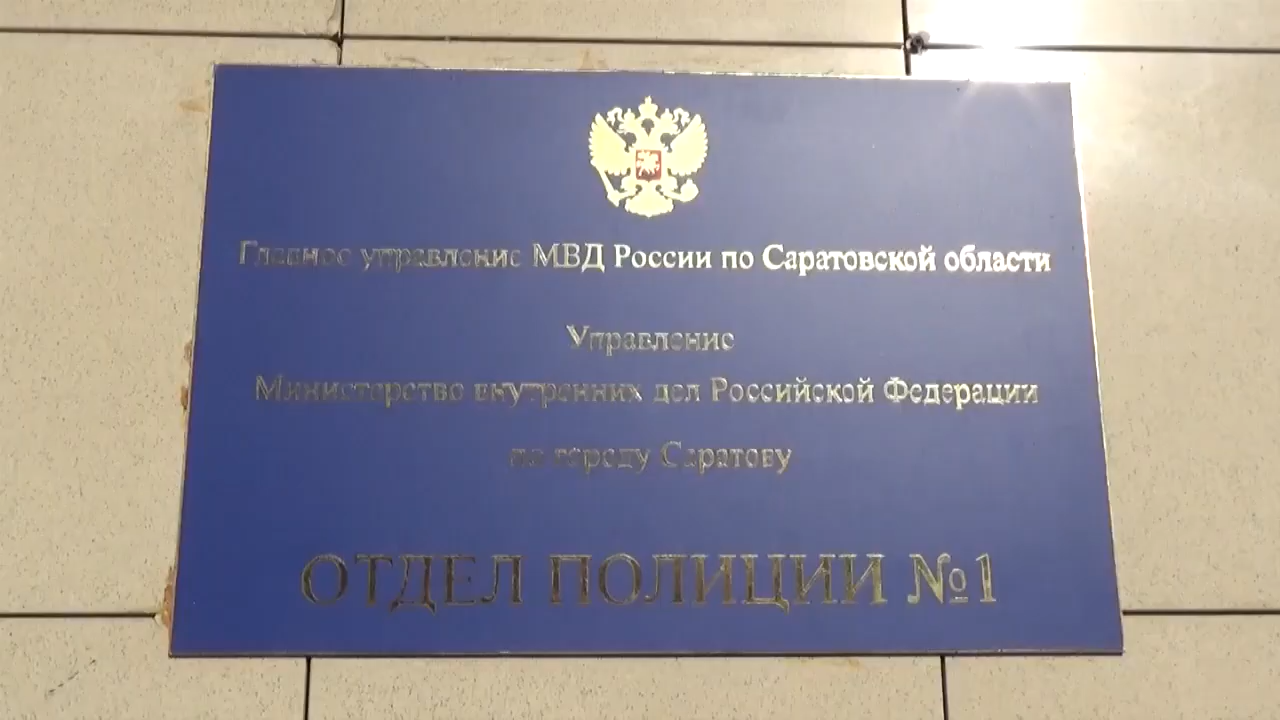 Главное управление МВД России по Саратовской области
Управление
Министерство внутренних дел Российской Федерации
по городу Саратову
ОТДЕЛ ПОЛИЦИИ №1